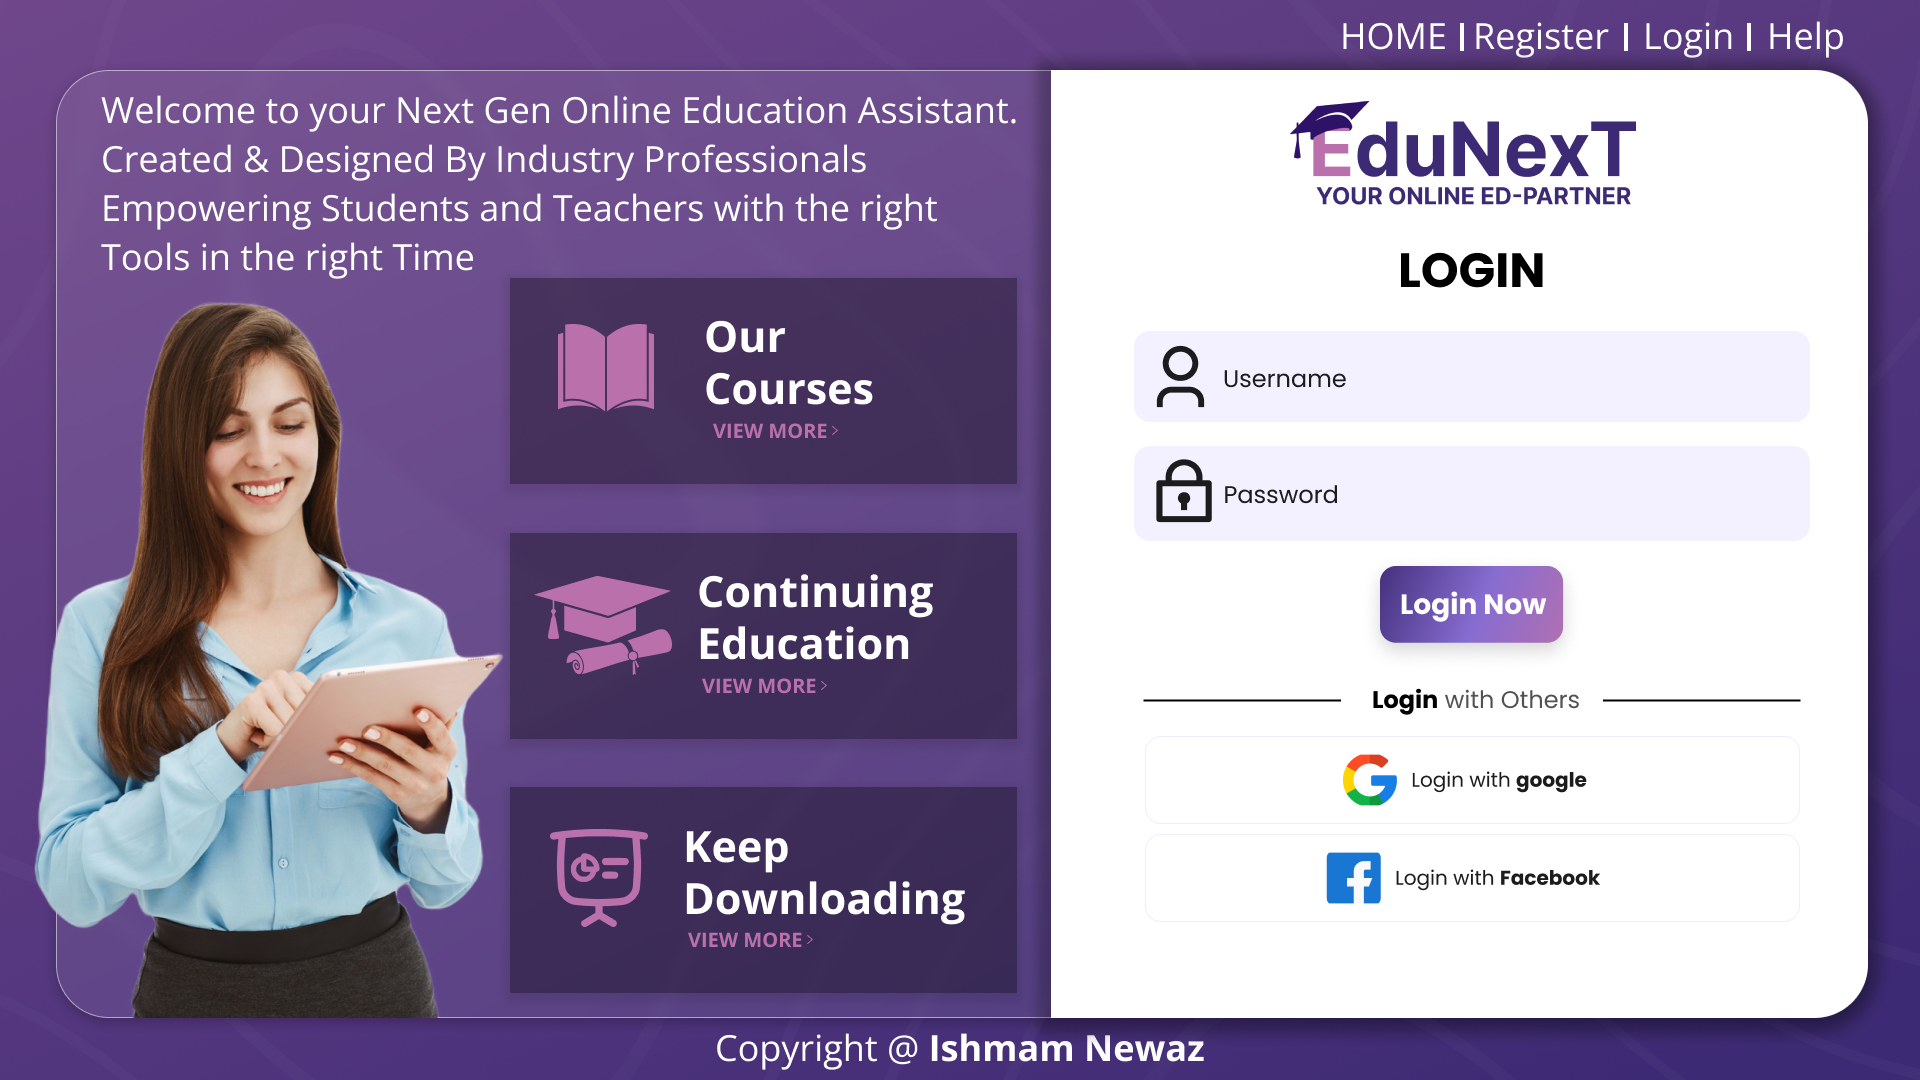 HOME | Register | Login | Help
Welcome to your Next Gen Online Education Assistant.
Created & Designed By Industry Professionals
Empowering Students and Teachers with the right
Tools in the right Time
Our
Courses
VIEW MORE >
Continuing
Education
VIEW MORE >
Keep
Downloading
VIEW MORE >
EduNexT
YOUR ONLINE ED-PARTNER
LOGIN
Username
Password
Login Now
Login with Others
Login with google
Login with Facebook
Copyright @ Ishmam Newaz